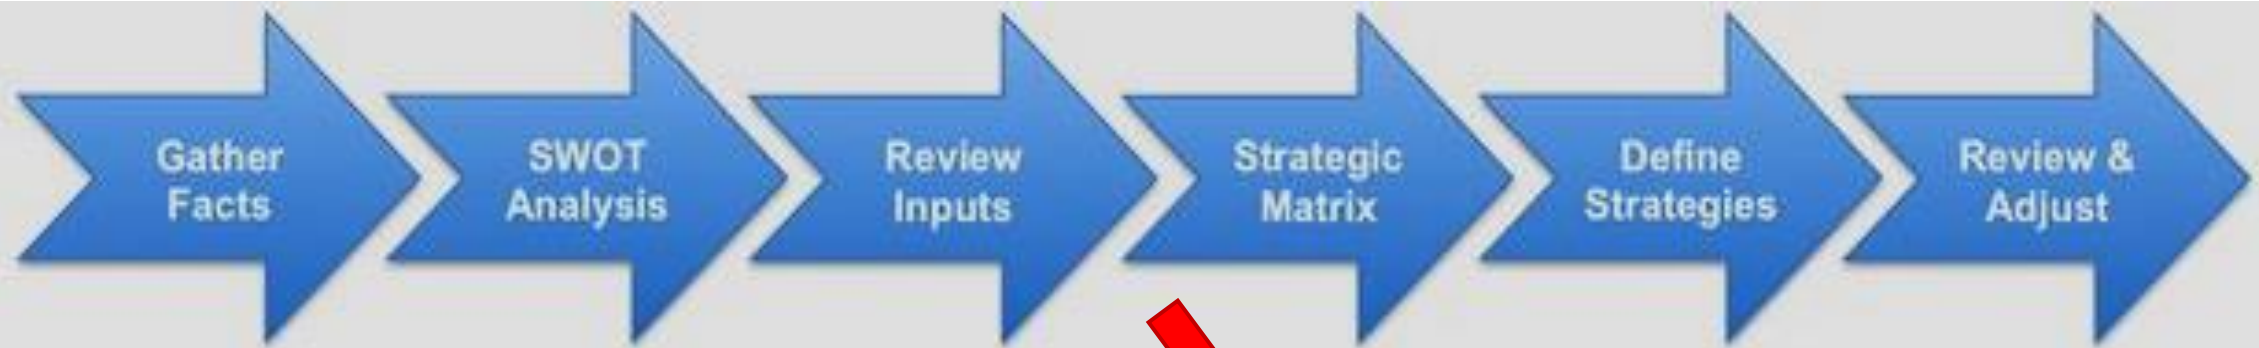 Gather
Facts
SWOT
Analysis
Review
Inputs
Strategic
Matrix
Define
Strategies
Review &
Adjust